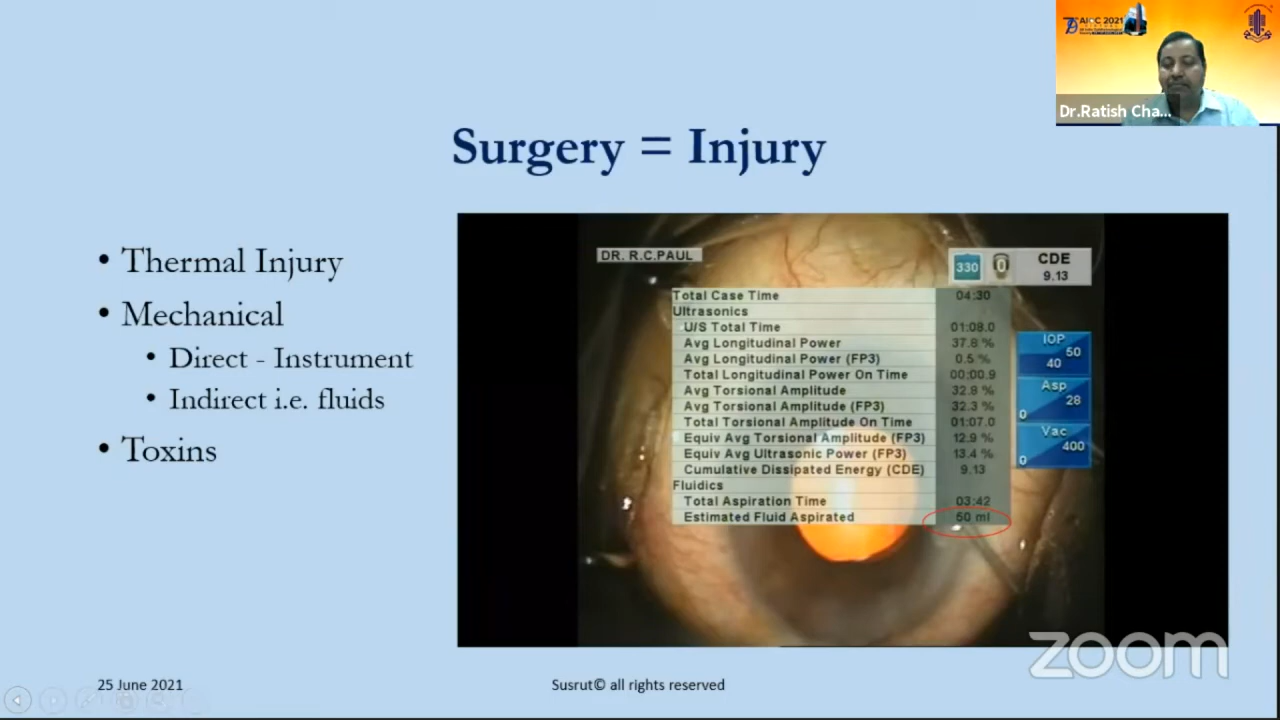 AIOC 2021
Dr.Ratish Cha...
Surgery = Injury
• Thermal Injury
• Mechanical
• Direct - Instrument
• Indirect i.e. fluids
• Toxins
DR. R.C.PAUL
330
0
CDE
9.13
Total Case Time 04:30
Ultrasonics
U/S Total Time 01:08.0
Avg Longitudinal Power 37.8 %
Avg Longitudinal Power (FP3) 0.5 %
Total Longitudinal Power On Time 00:00.9
Avg Torsional Amplitude 32.8 %
Avg Torsional Amplitude (FP3) 32.3 %
Total Torsional Amplitude On Time 01:07.0
Equiv Avg Torsional Amplitude (FP3) 12.9 %
Equiv Avg Ultrasonic Power (FP3) 13.4 %
Cumulative Dissipated Energy (CDE) 9.13
Fluidics
Total Aspiration Time 03:42
Estimated Fluid Aspirated 60 ml
IOP
50
40
Asp
28
0
Vac
400
0
zoom
25 June 2021
Susrut© all rights reserved